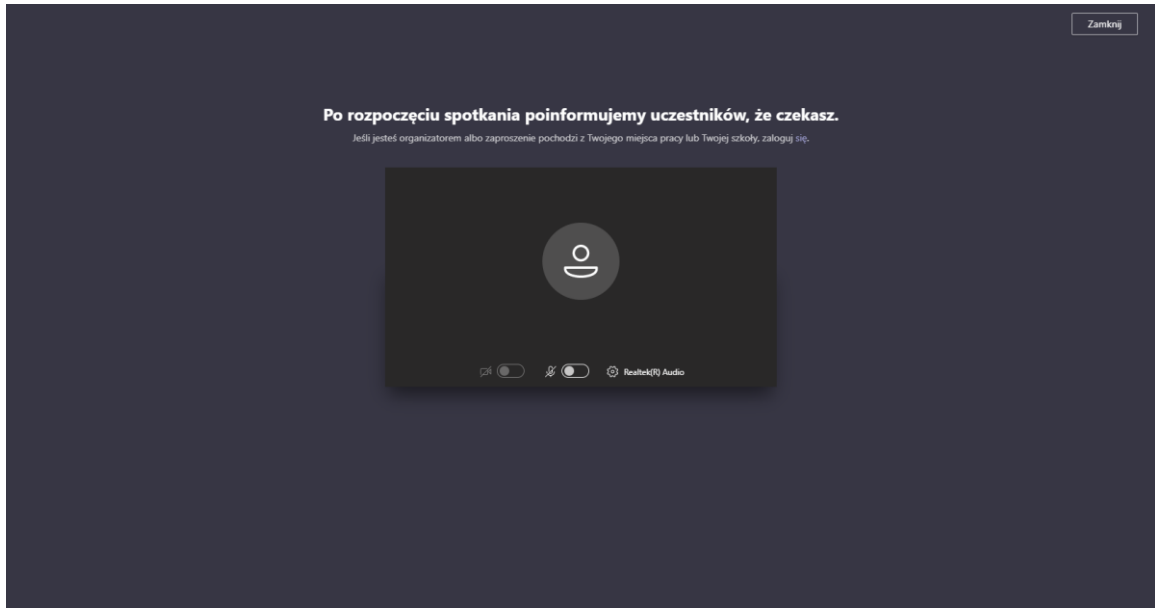 Zamknij
Po rozpoczęciu spotkania poinformujemy uczestników, że czekasz.
Jeśli jesteś organizatorem albo zaproszenie pochodzi z Twojego miejsca pracy lub Twojej szkoły, zaloguj się.
Realtek(R) Audio